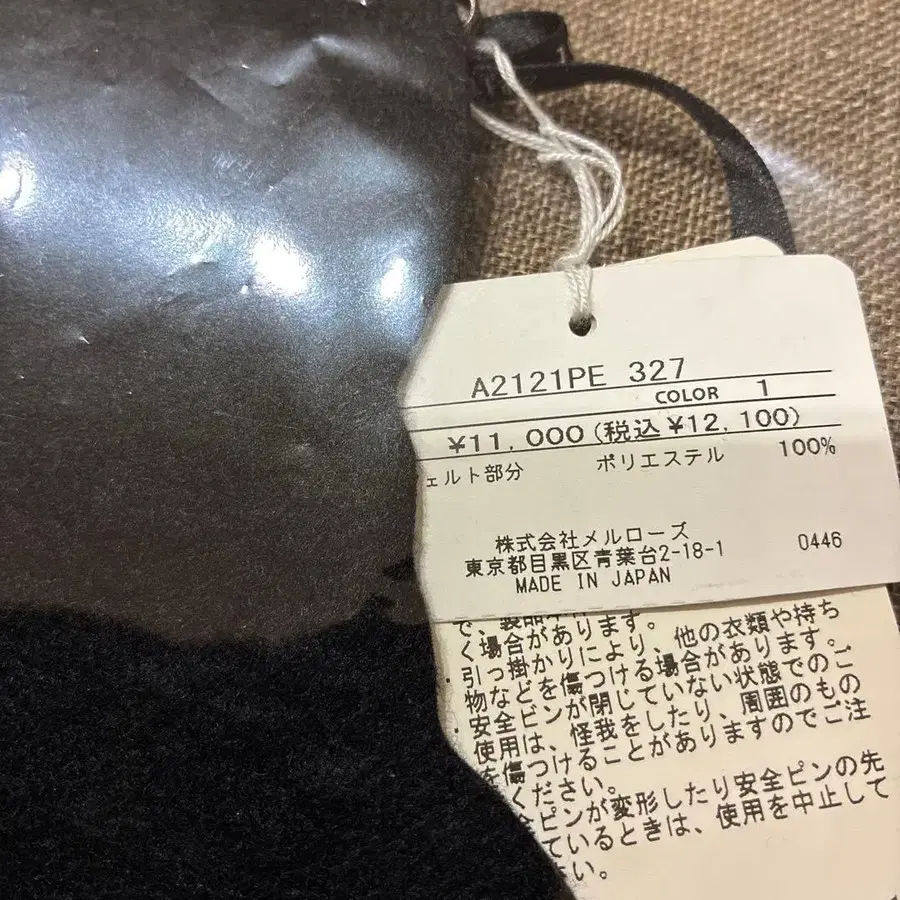 A2121PE 327
COLOR 1
¥11,000(税込¥12,100)
ェルト部分 ポリエステル 100%
株式会社メルローズ
東京都目黒区青葉台2-18-1 0446
MADE IN JAPAN
で、製品
く場合があります。
・引っ掛かりにより、他の衣類や持ち
物などを傷つける場合があります。
・安全ピンが閉じていない状態でのご
使用は、怪我をしたり、周囲のもの
を傷つけることがありますのでご注
ください。
全ピンが変形したり安全ピンの先
ているときは、使用を中止して
い。